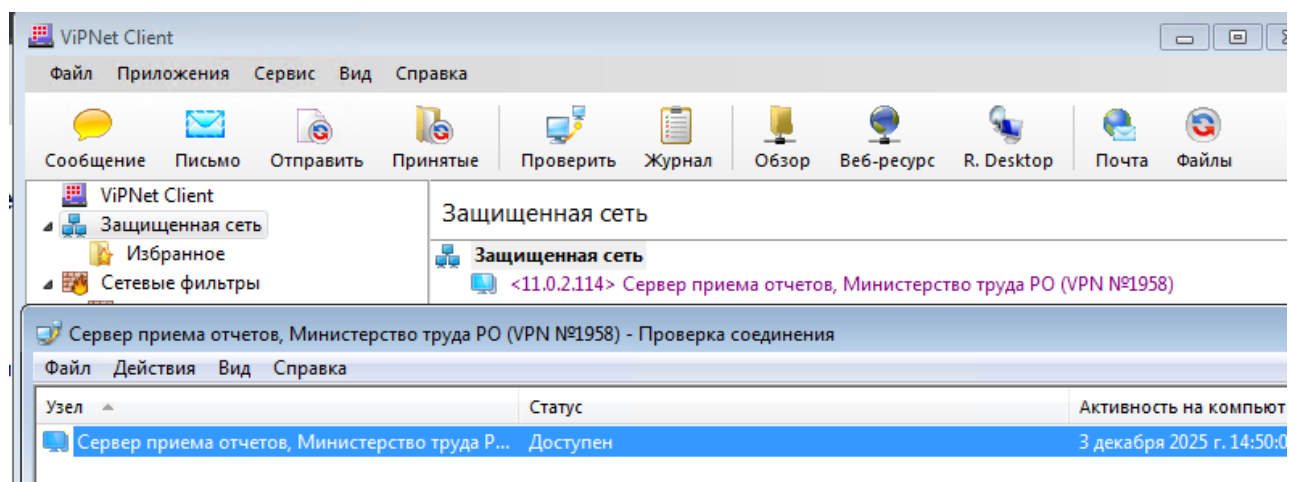 ViPNet Client
Файл Приложения Сервис Вид Справка
Сообщение Письмо Отправить Принятые Проверить Журнал Обзор Веб-ресурс R. Desktop Почта Файлы
ViPNet Client
Защищенная сеть
Избранное
Сетевые фильтры
Защищенная сеть
Защищенная сеть
<11.0.2.114> Сервер приема отчетов, Министерство труда РО (VPN №1958)
Сервер приема отчетов, Министерство труда РО (VPN №1958) - Проверка соединения
Файл Действия Вид Справка
Узел Статус Активность на компьют
Сервер приема отчетов, Министерство труда Р... Доступен 3 декабря 2025 г. 14:50:0